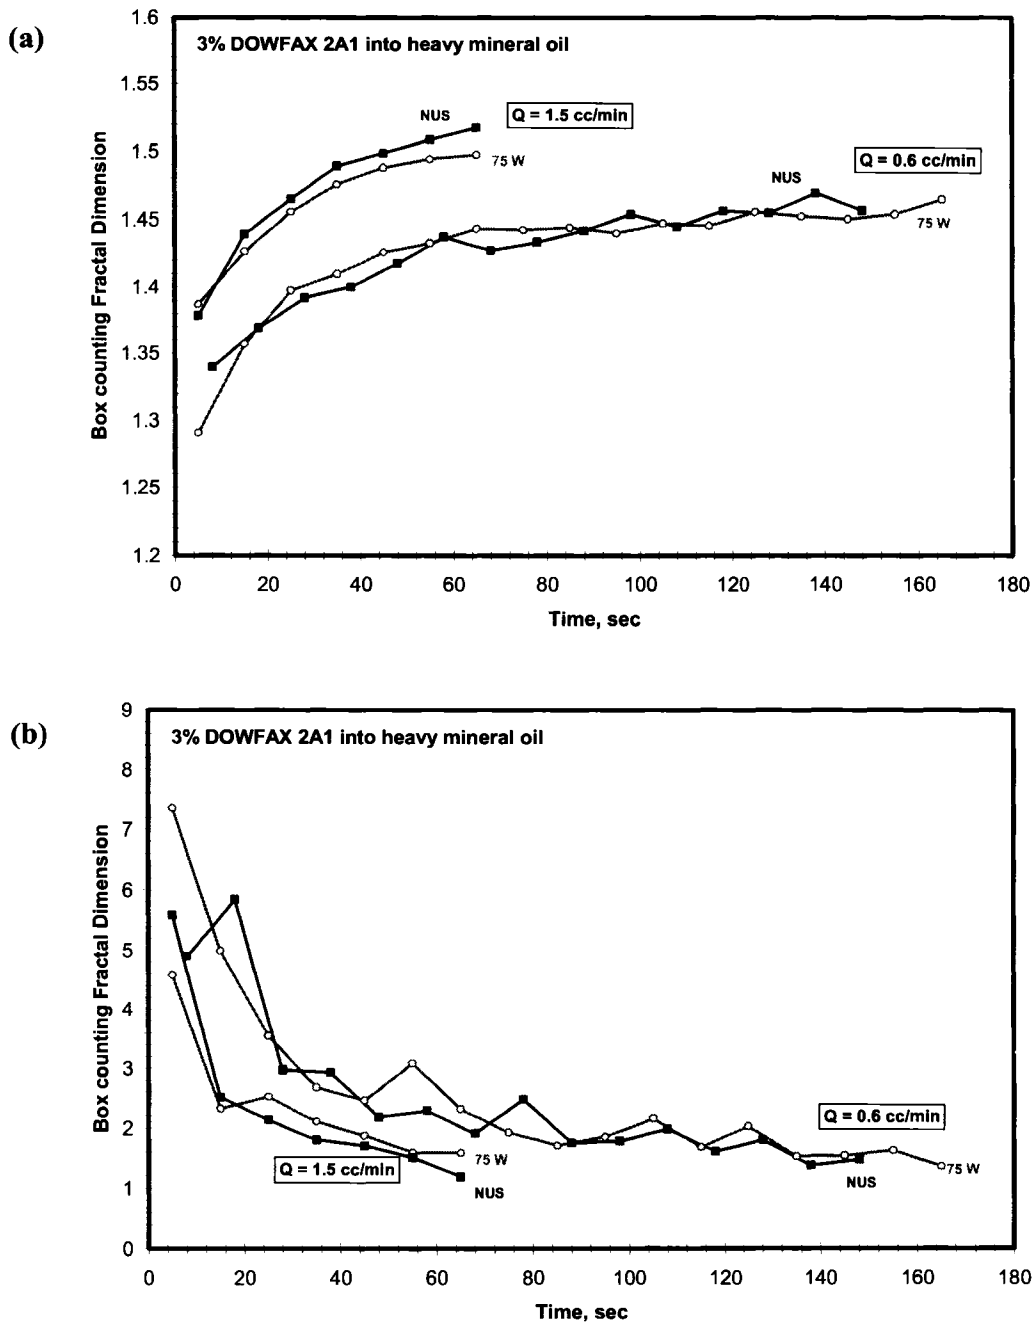 (a)
3% DOWFAX 2A1 into heavy mineral oil
Box counting Fractal Dimension
1.6
1.55
1.5
1.45
1.4
1.35
1.3
1.25
1.2
NUS
Q = 1.5 cc/min
75 W
Q = 0.6 cc/min
NUS
75 W
0 20 40 60 80 100 120 140 160 180
Time, sec
(b)
3% DOWFAX 2A1 into heavy mineral oil
Box counting Fractal Dimension
9
8
7
6
5
4
3
2
1
0
Q = 0.6 cc/min
75 W
Q = 1.5 cc/min
75 W
NUS
NUS
0 20 40 60 80 100 120 140 160 180
Time, sec